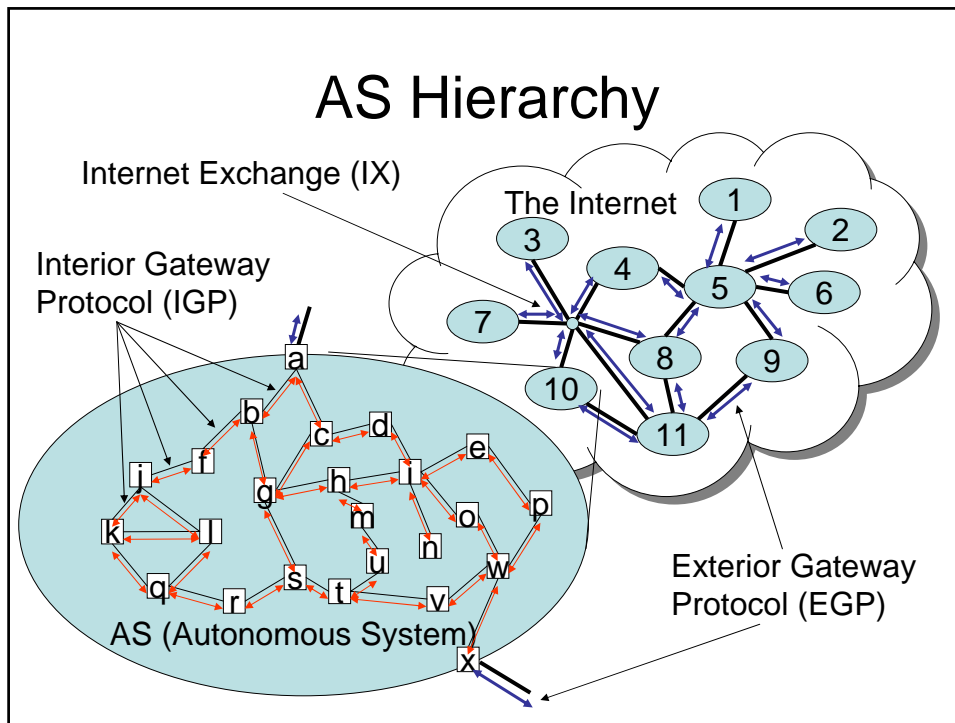 AS Hierarchy
Internet Exchange (IX)
The Internet
1
2
3
4
5
6
7
8
9
10
11
Interior Gateway
Protocol (IGP)
a
b
c
d
e
f
g
h
i
j
k
l
m
n
o
p
q
r
s
t
u
v
w
x
AS (Autonomous System)
Exterior Gateway
Protocol (EGP)